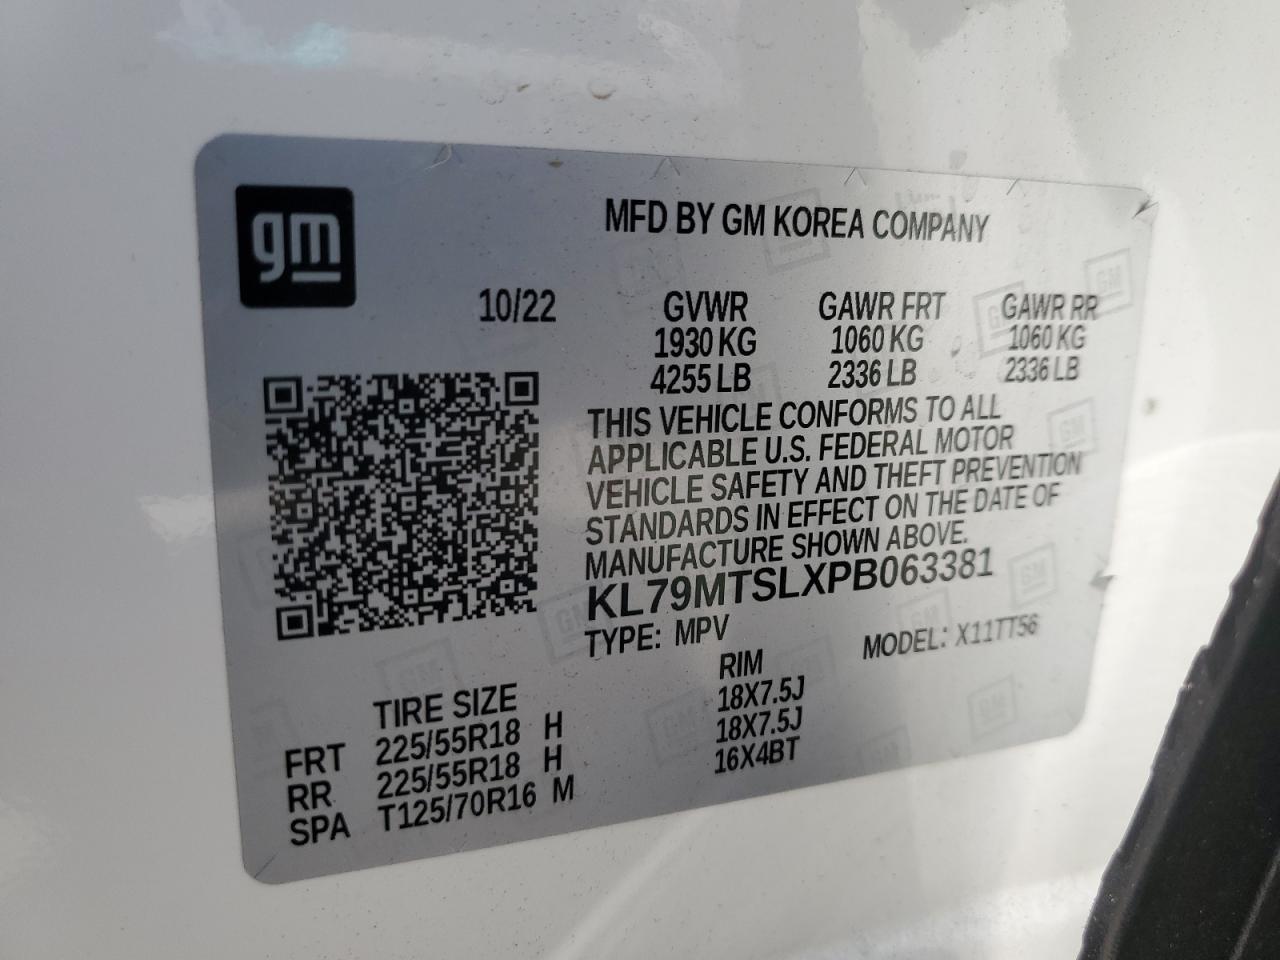 gm
MFD BY GM KOREA COMPANY
10/22 GVWR GAWR FRT GAWR RR
1930 KG 1060 KG 1060 KG
4255 LB 2336 LB 2336 LB
THIS VEHICLE CONFORMS TO ALL
APPLICABLE U.S. FEDERAL MOTOR
VEHICLE SAFETY AND THEFT PREVENTION
STANDARDS IN EFFECT ON THE DATE OF
MANUFACTURE SHOWN ABOVE.
KL79MTSLXPB063381
TYPE: MPV MODEL: X11TT56
TIRE SIZE RIM
FRT 225/55R18 H 18X7.5J
RR 225/55R18 H 18X7.5J
SPA T125/70R16 M 16X4BT